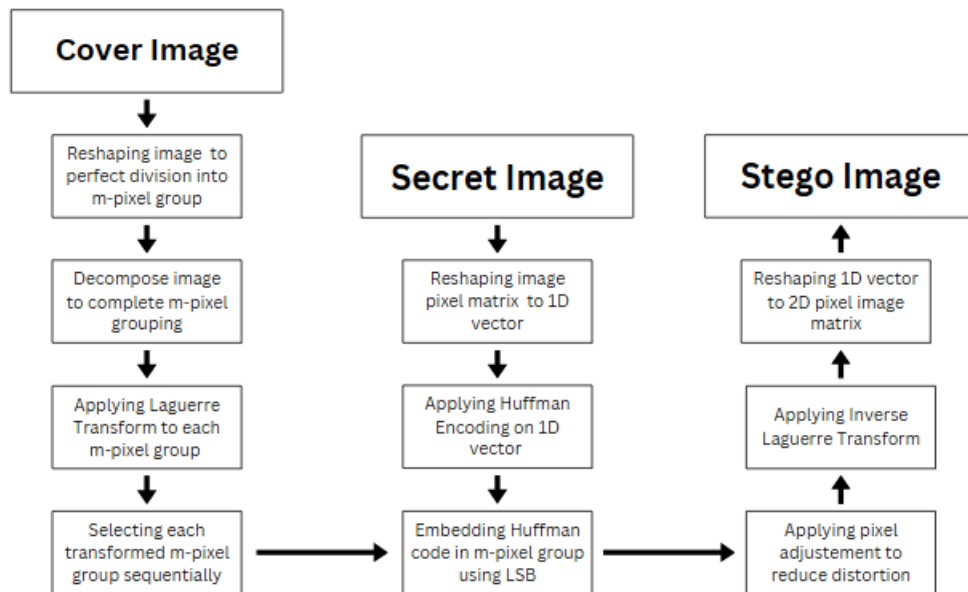 Cover Image
Reshaping image to
perfect division into
m-pixel group
Decompose image
to complete m-pixel
grouping
Applying Laguerre
Transform to each
m-pixel group
Selecting each
transformed m-pixel
group sequentially
Secret Image
Reshaping image
pixel matrix to 1D
vector
Applying Huffman
Encoding on 1D
vector
Embedding Huffman
code in m-pixel group
using LSB
Stego Image
Reshaping 1D vector
to 2D pixel image
matrix
Applying Inverse
Laguerre Transform
Applying pixel
adjustement to
reduce distortion